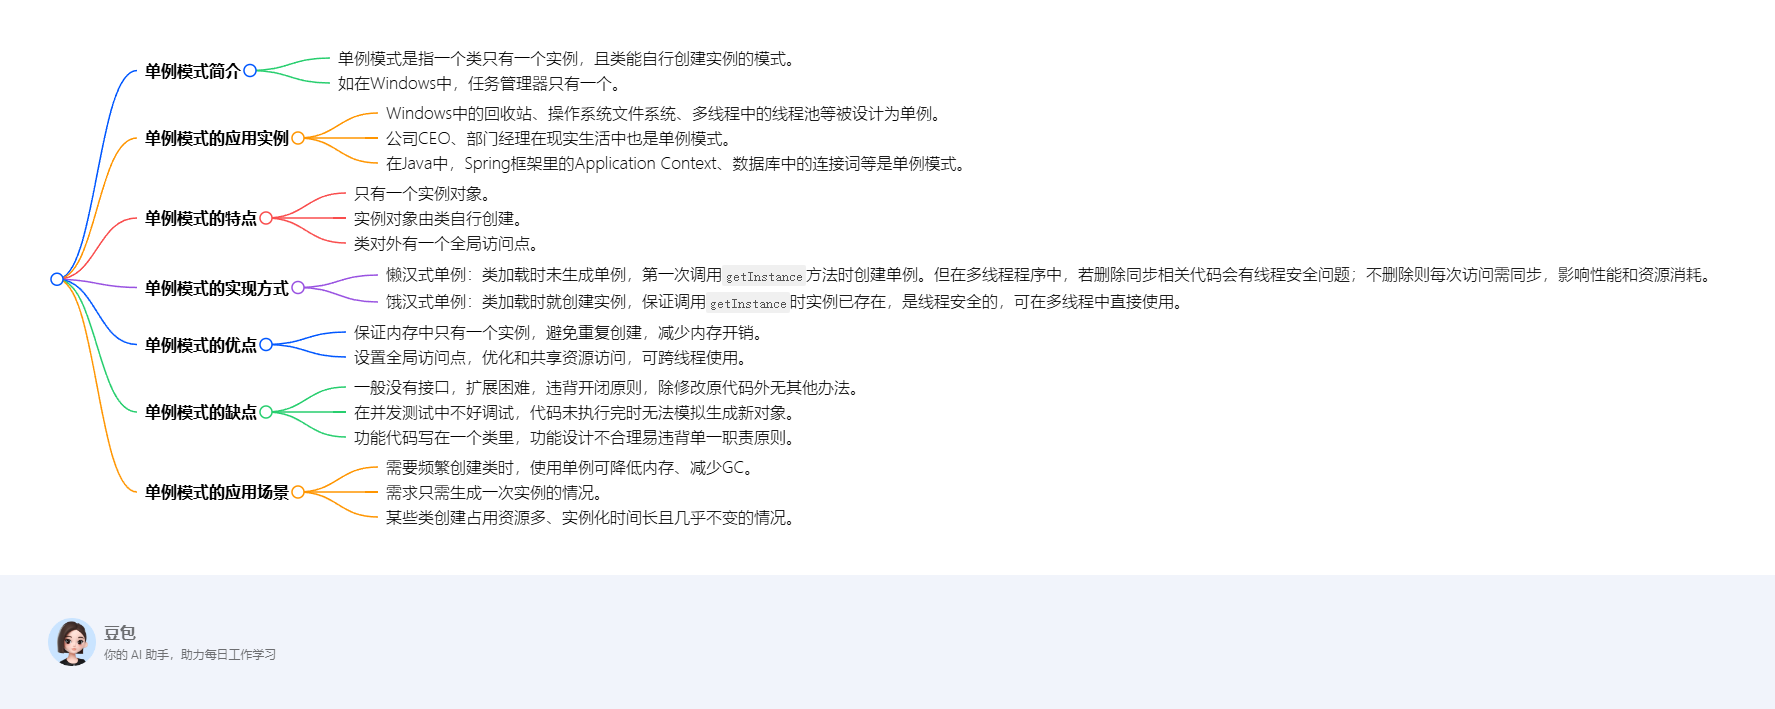 单例模式简介
单例模式是指一个类只有一个实例，且类能自行创建实例的模式。
如在Windows中，任务管理器只有一个。
单例模式的应用实例
Windows中的回收站、操作系统文件系统、多线程中的线程池等被设计为单例。
公司CEO、部门经理在现实生活中也是单例模式。
在Java中，Spring框架里的Application Context、数据库中的连接词等是单例模式。
单例模式的特点
只有一个实例对象。
实例对象由类自行创建。
类对外有一个全局访问点。
单例模式的实现方式
懒汉式单例：类加载时未生成单例，第一次调用getInstance方法时创建单例。但在多线程程序中，若删除同步相关代码会有线程安全问题；不删除则每次访问需同步，影响性能和资源消耗。
饿汉式单例：类加载时就创建实例，保证调用getInstance时实例已存在，是线程安全的，可在多线程中直接使用。
单例模式的优点
保证内存中只有一个实例，避免重复创建，减少内存开销。
设置全局访问点，优化和共享资源访问，可跨线程使用。
单例模式的缺点
一般没有接口，扩展困难，违背开闭原则，除修改原代码外无其他办法。
在并发测试中不好调试，代码未执行完时无法模拟生成新对象。
功能代码写在一个类里，功能设计不合理易违背单一职责原则。
单例模式的应用场景
需要频繁创建类时，使用单例可降低内存、减少GC。
需求只需生成一次实例的情况。
某些类创建占用资源多、实例化时间长且几乎不变的情况。
豆包
你的 AI 助手，助力每日工作学习